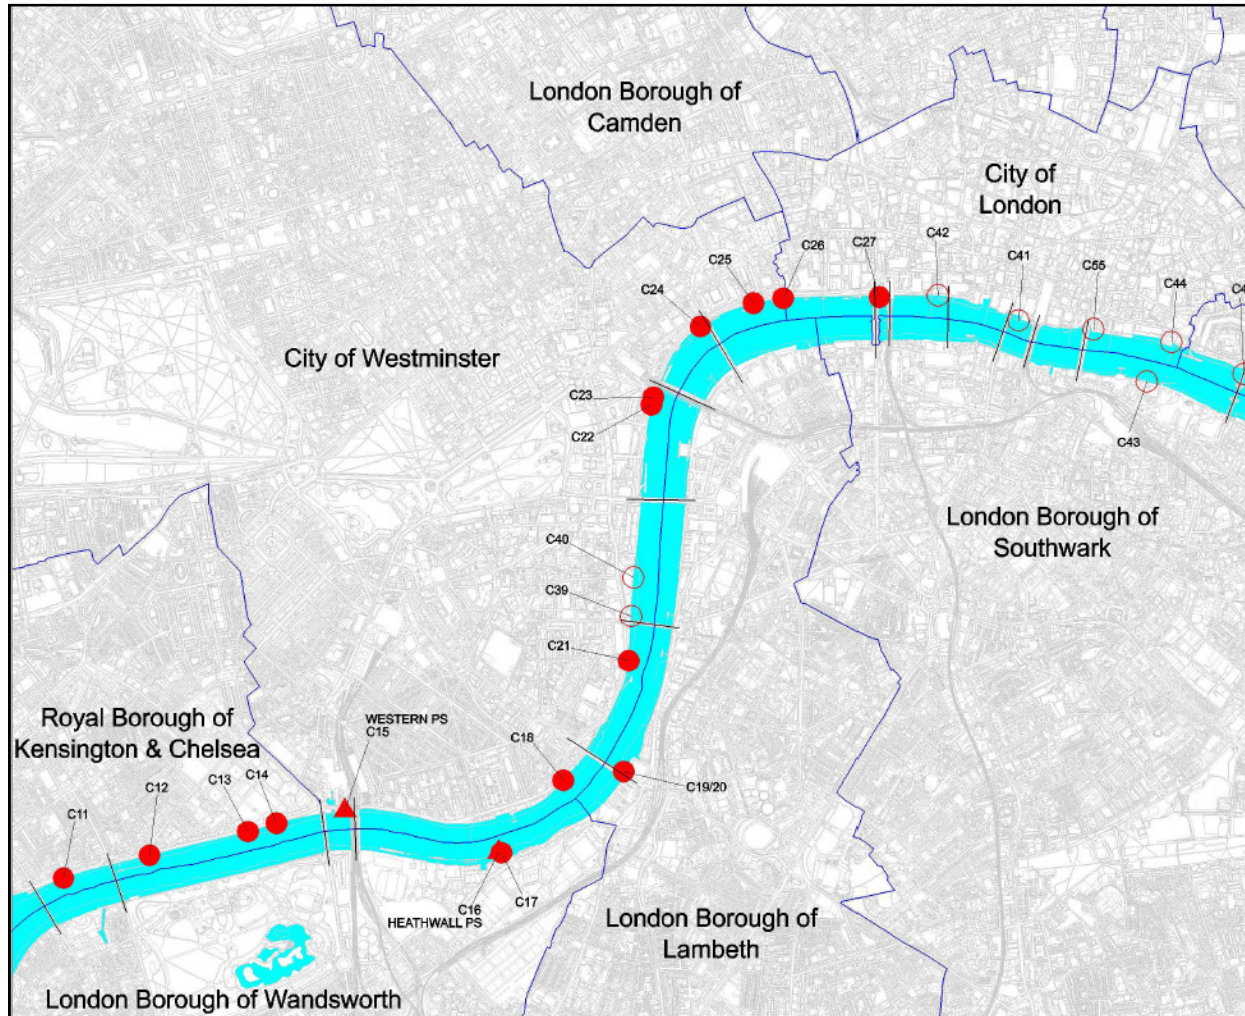 London Borough of
Camden
City of
London
C42
C26
C27
C41
C25
C55
C44
C24
C4
City of Westminster
C23
C22
C43
London Borough of
Southwark
C40
C39
C21
Royal Borough of
Kensington & Chelsea
WESTERN PS
C15
C18
C13
C14
C19/20
C12
C11
C16
C17
HEATHWALL PS
London Borough of
Lambeth
London Borough of Wandsworth